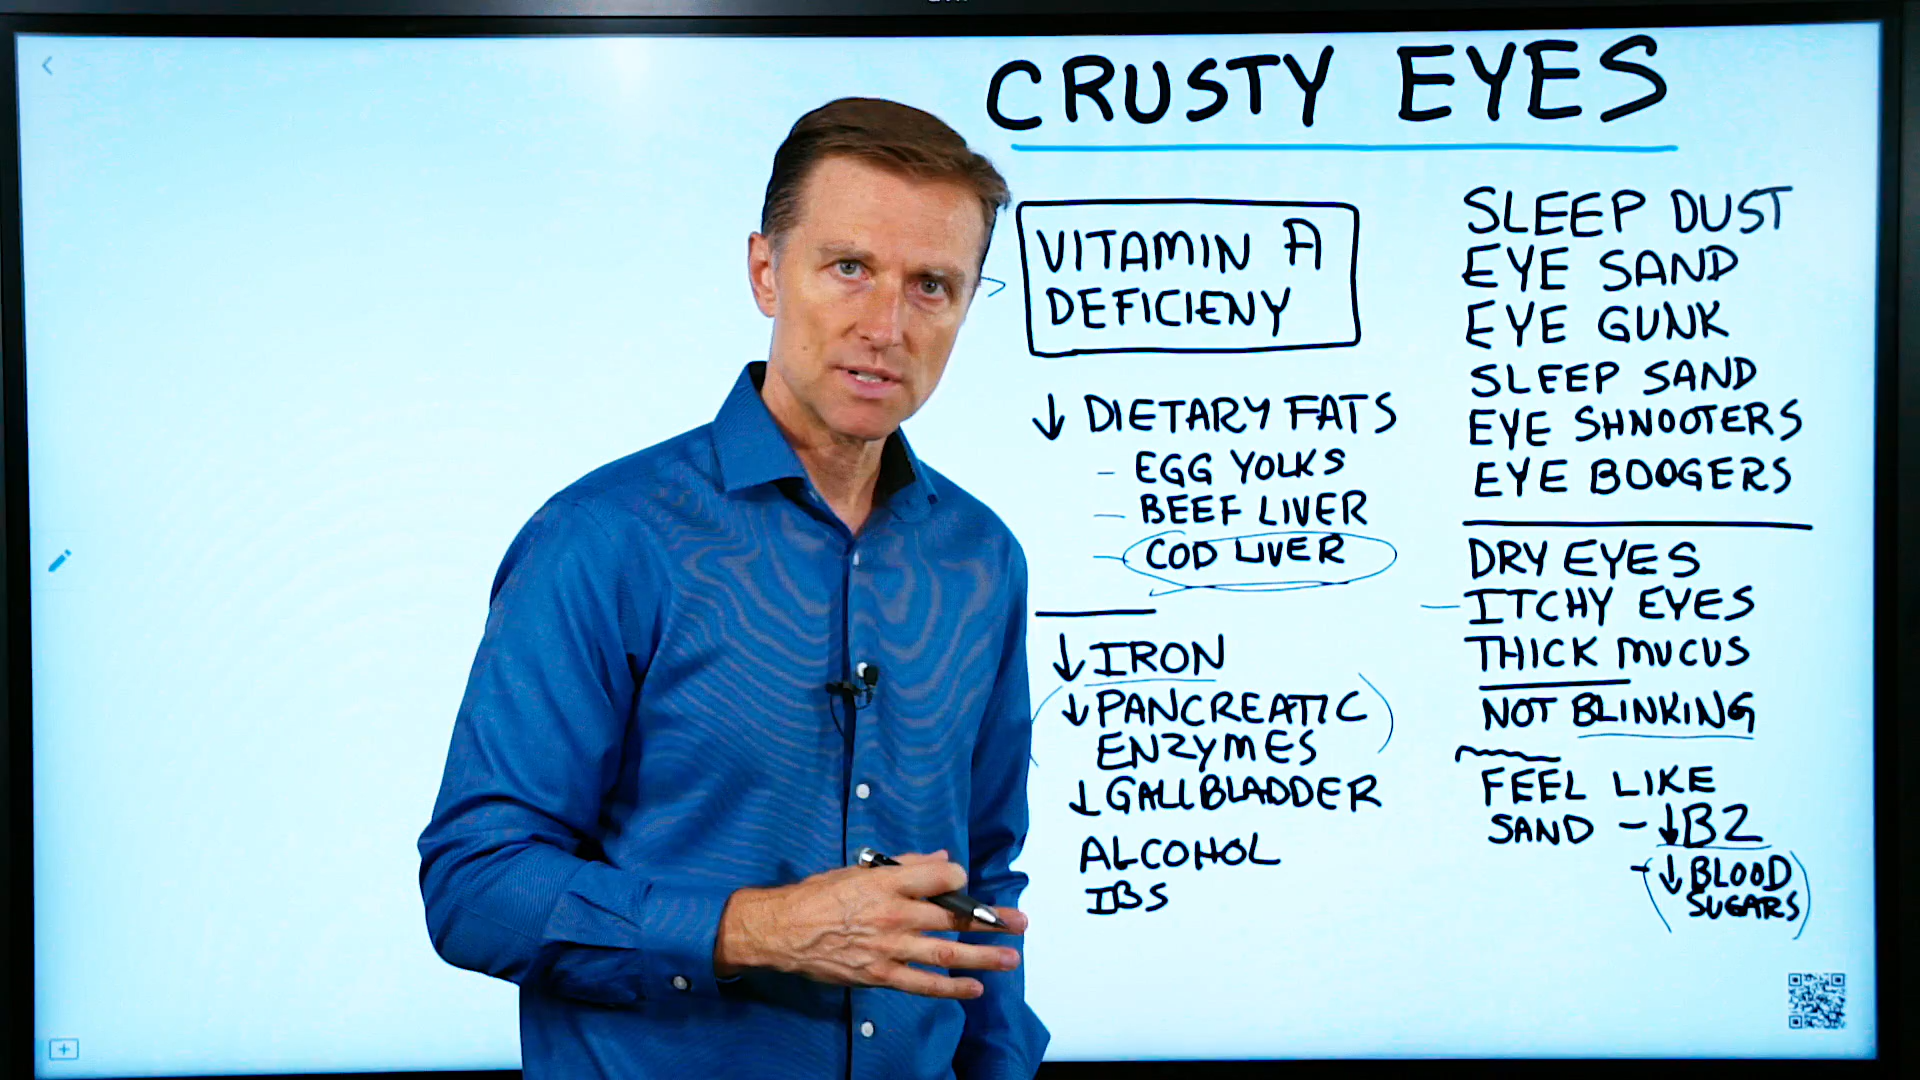 CRUSTY EYES
VITAMIN A
DEFICIENY
↓ DIETARY FATS
- EGG YOLKS
- BEEF LIVER
- COD LIVER
↓ IRON
↓ PANCREATIC
ENZYMES
↓ GALLBLADDER
ALCOHOL
IBS
SLEEP DUST
EYE SAND
EYE GUNK
SLEEP SAND
EYE SHNOOTERS
EYE BOOGERS
DRY EYES
- ITCHY EYES
THICK MUCUS
NOT BLINKING
FEEL LIKE
SAND - ↓ B2
- ↓ BLOOD
SUGARS